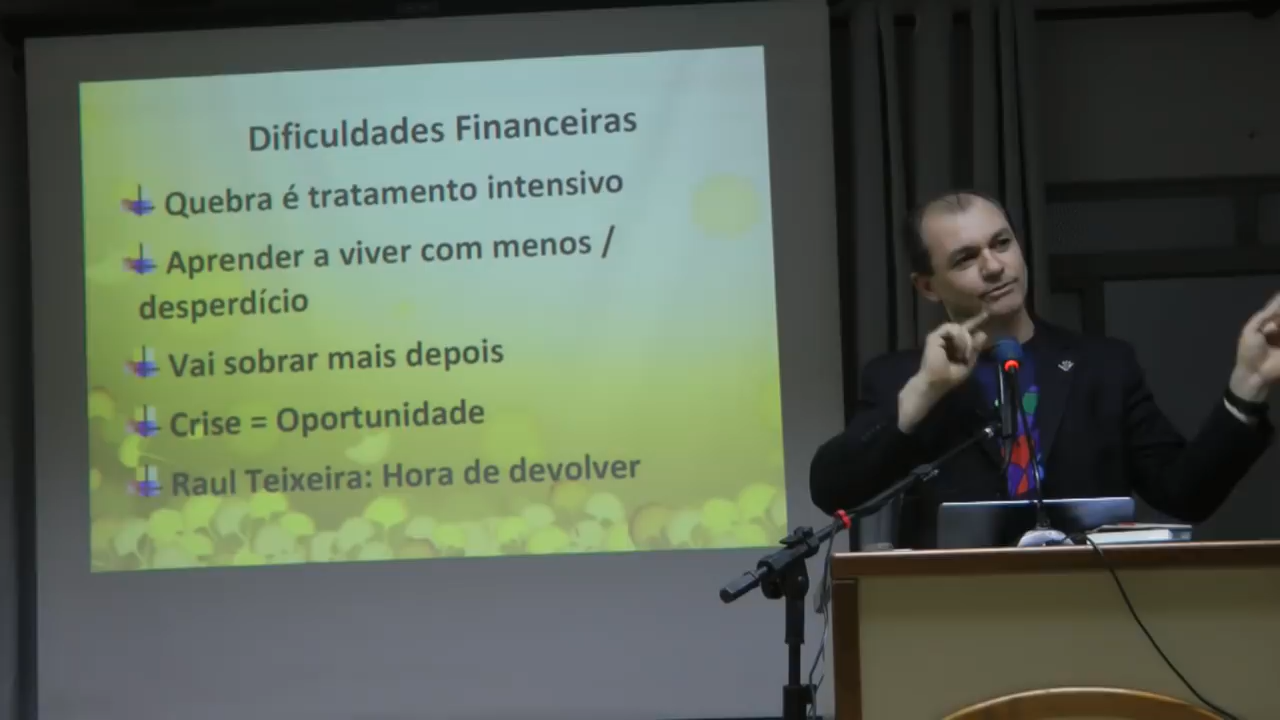 Dificuldades Financeiras
Quebra é tratamento intensivo
Aprender a viver com menos /
desperdício
Vai sobrar mais depois
Crise = Oportunidade
Raul Teixeira: Hora de devolver